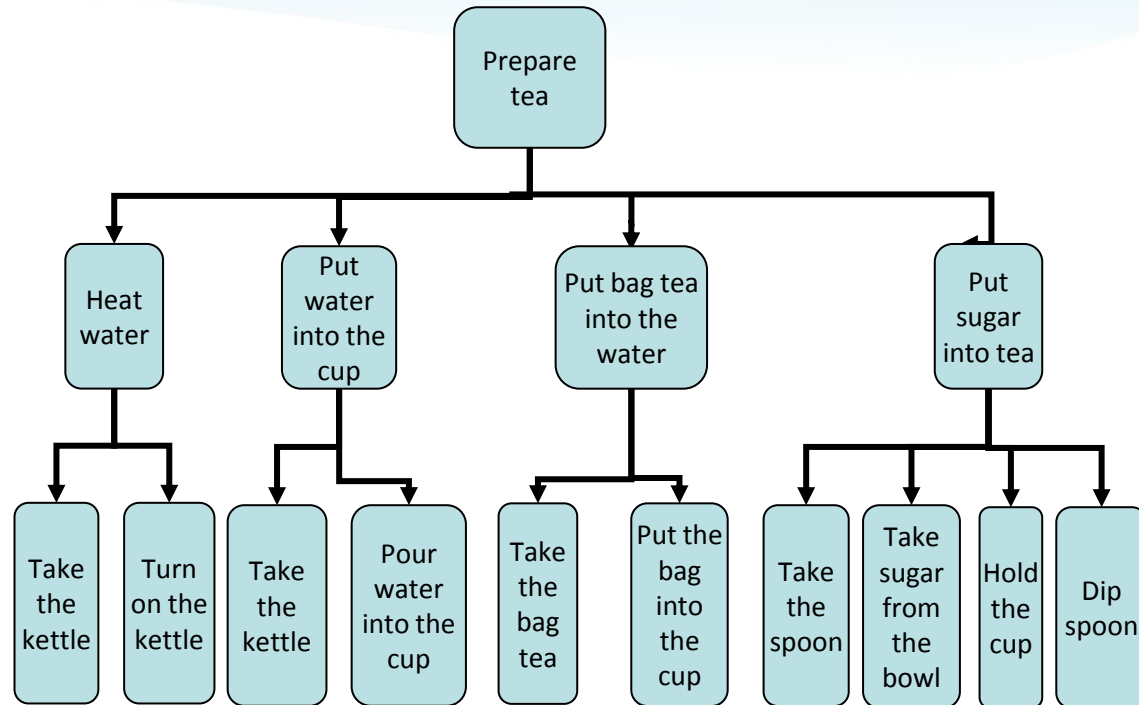 Prepare
tea
Heat
water
Put
water
into the
cup
Put bag tea
into the
water
Put
sugar
into tea
Take
the
kettle
Turn
on the
kettle
Take
the
kettle
Pour
water
into the
cup
Take
the
bag
tea
Put the
bag
into
the
cup
Take
the
spoon
Take
sugar
from
the
bowl
Hold
the
cup
Dip
spoon